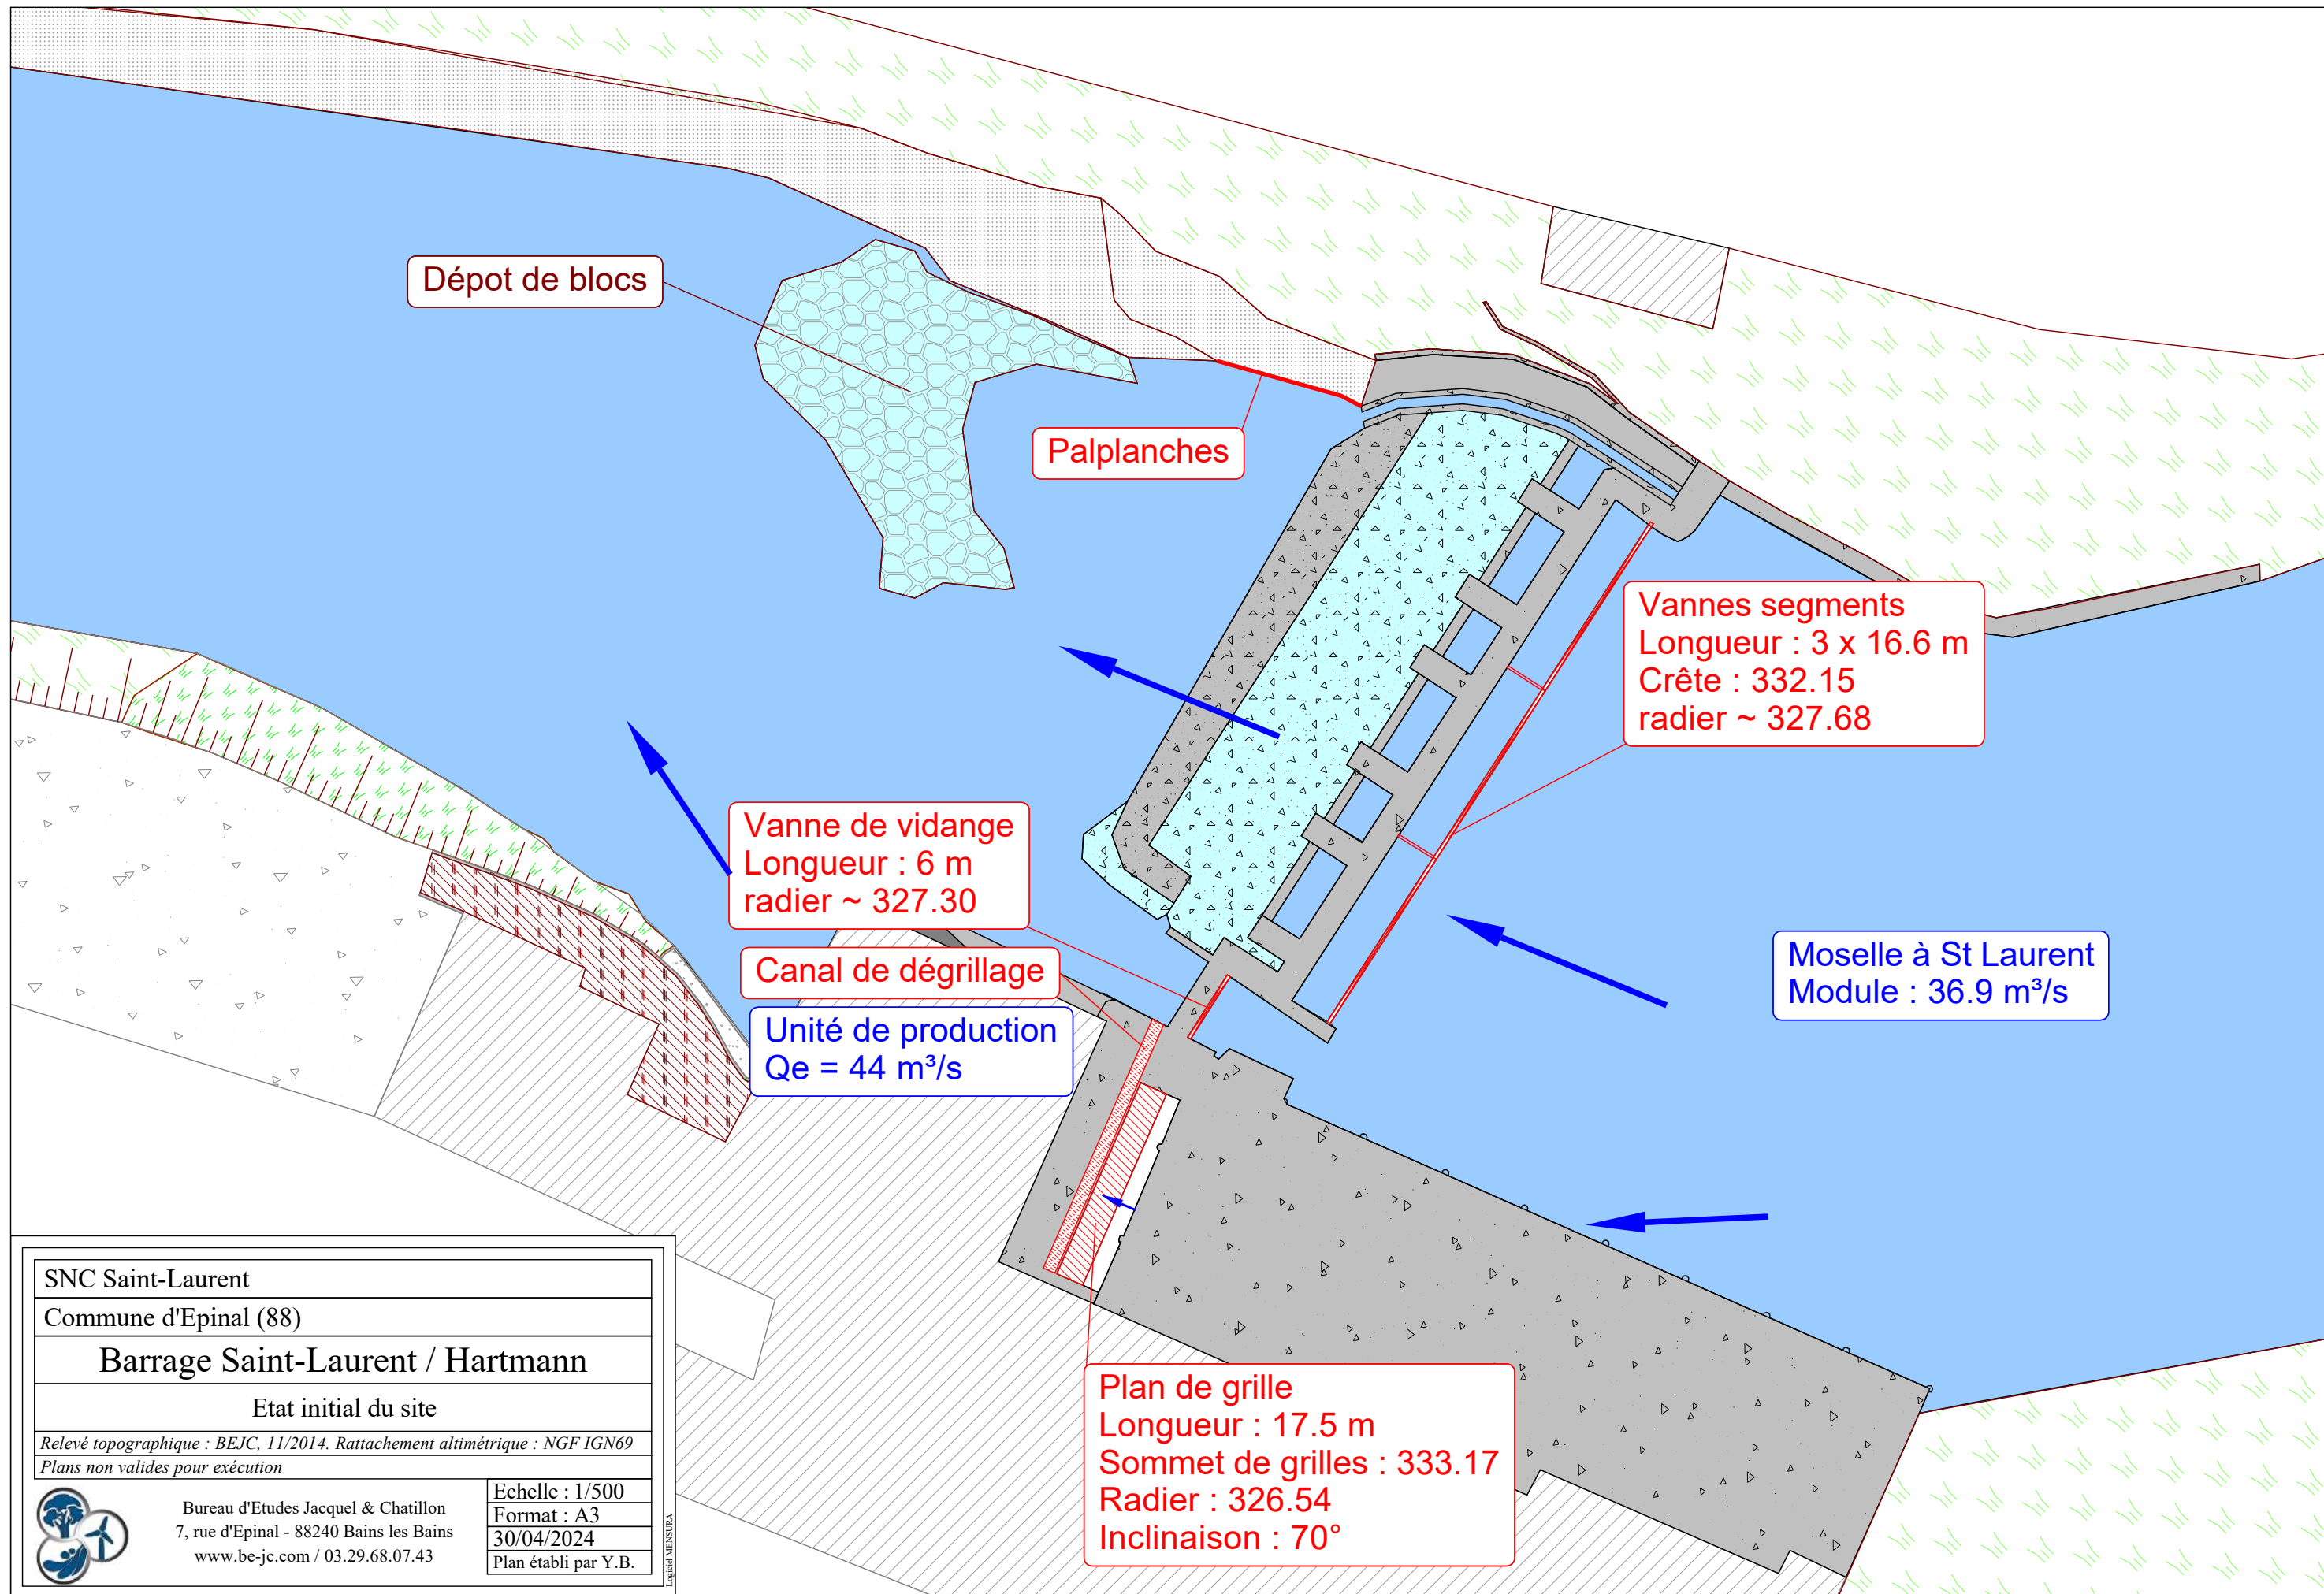 Dépot de blocs
Palplanches
Vannes segments
Longueur : 3 x 16.6 m
Crête : 332.15
radier ~ 327.68
Vanne de vidange
Longueur : 6 m
radier ~ 327.30
Canal de dégrillage
Unité de production
Qe = 44 m³/s
Moselle à St Laurent
Module : 36.9 m³/s
Plan de grille
Longueur : 17.5 m
Sommet de grilles : 333.17
Radier : 326.54
Inclinaison : 70°
SNC Saint-Laurent
Commune d'Epinal (88)
Barrage Saint-Laurent / Hartmann
Etat initial du site
Relevé topographique : BEJC, 11/2014. Rattachement altimétrique : NGF IGN69
Plans non valides pour exécution
Bureau d'Etudes Jacquel & Chatillon
7, rue d'Epinal - 88240 Bains les Bains
www.be-jc.com / 03.29.68.07.43
Echelle : 1/500
Format : A3
30/04/2024
Plan établi par Y.B.
Logiciel MENSURA